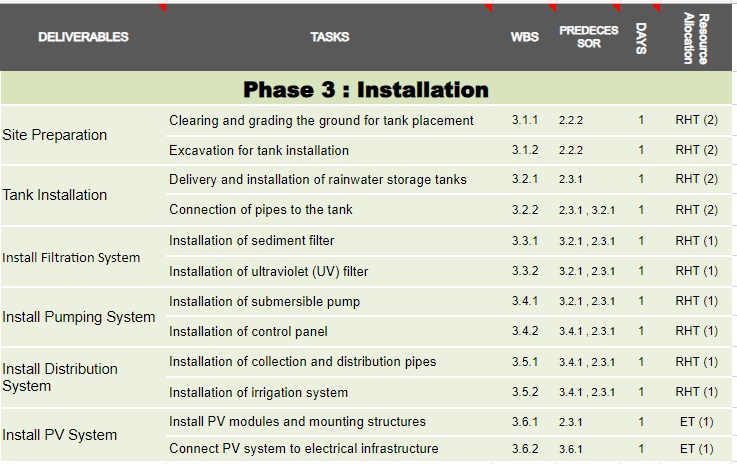 DELIVERABLES TASKS WBS PREDECES SOR DAYS Resource Allocation
Phase 3 : Installation
Site Preparation
Clearing and grading the ground for tank placement 3.1.1 2.2.2 1 RHT (2)
Excavation for tank installation 3.1.2 2.2.2 1 RHT (2)
Tank Installation
Delivery and installation of rainwater storage tanks 3.2.1 2.3.1 1 RHT (2)
Connection of pipes to the tank 3.2.2 2.3.1 , 3.2.1 1 RHT (2)
Install Filtration System
Installation of sediment filter 3.3.1 3.2.1 , 2.3.1 1 RHT (1)
Installation of ultraviolet (UV) filter 3.3.2 3.2.1 , 2.3.1 1 RHT (1)
Install Pumping System
Installation of submersible pump 3.4.1 3.2.1 , 2.3.1 1 RHT (1)
Installation of control panel 3.4.2 3.4.1 , 2.3.1 1 RHT (1)
Install Distribution
System
Installation of collection and distribution pipes 3.5.1 3.4.1 , 2.3.1 1 RHT (1)
Installation of irrigation system 3.5.2 3.4.1 , 2.3.1 1 RHT (1)
Install PV System
Install PV modules and mounting structures 3.6.1 2.3.1 1 ET (1)
Connect PV system to electrical infrastructure 3.6.2 3.6.1 1 ET (1)